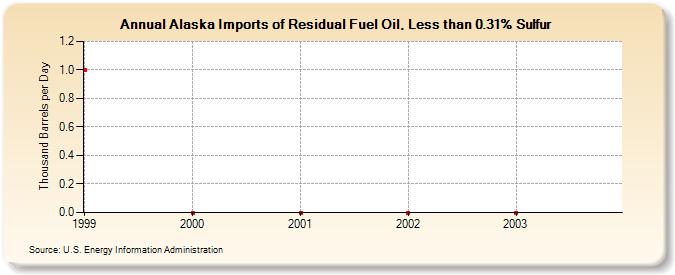 Annual Alaska Imports of Residual Fuel Oil, Less than 0.31% Sulfur
Thousand Barrels per Day
1.2
1.0
0.8
0.6
0.4
0.2
0.0
1999 2000 2001 2002 2003
Source: U.S. Energy Information Administration